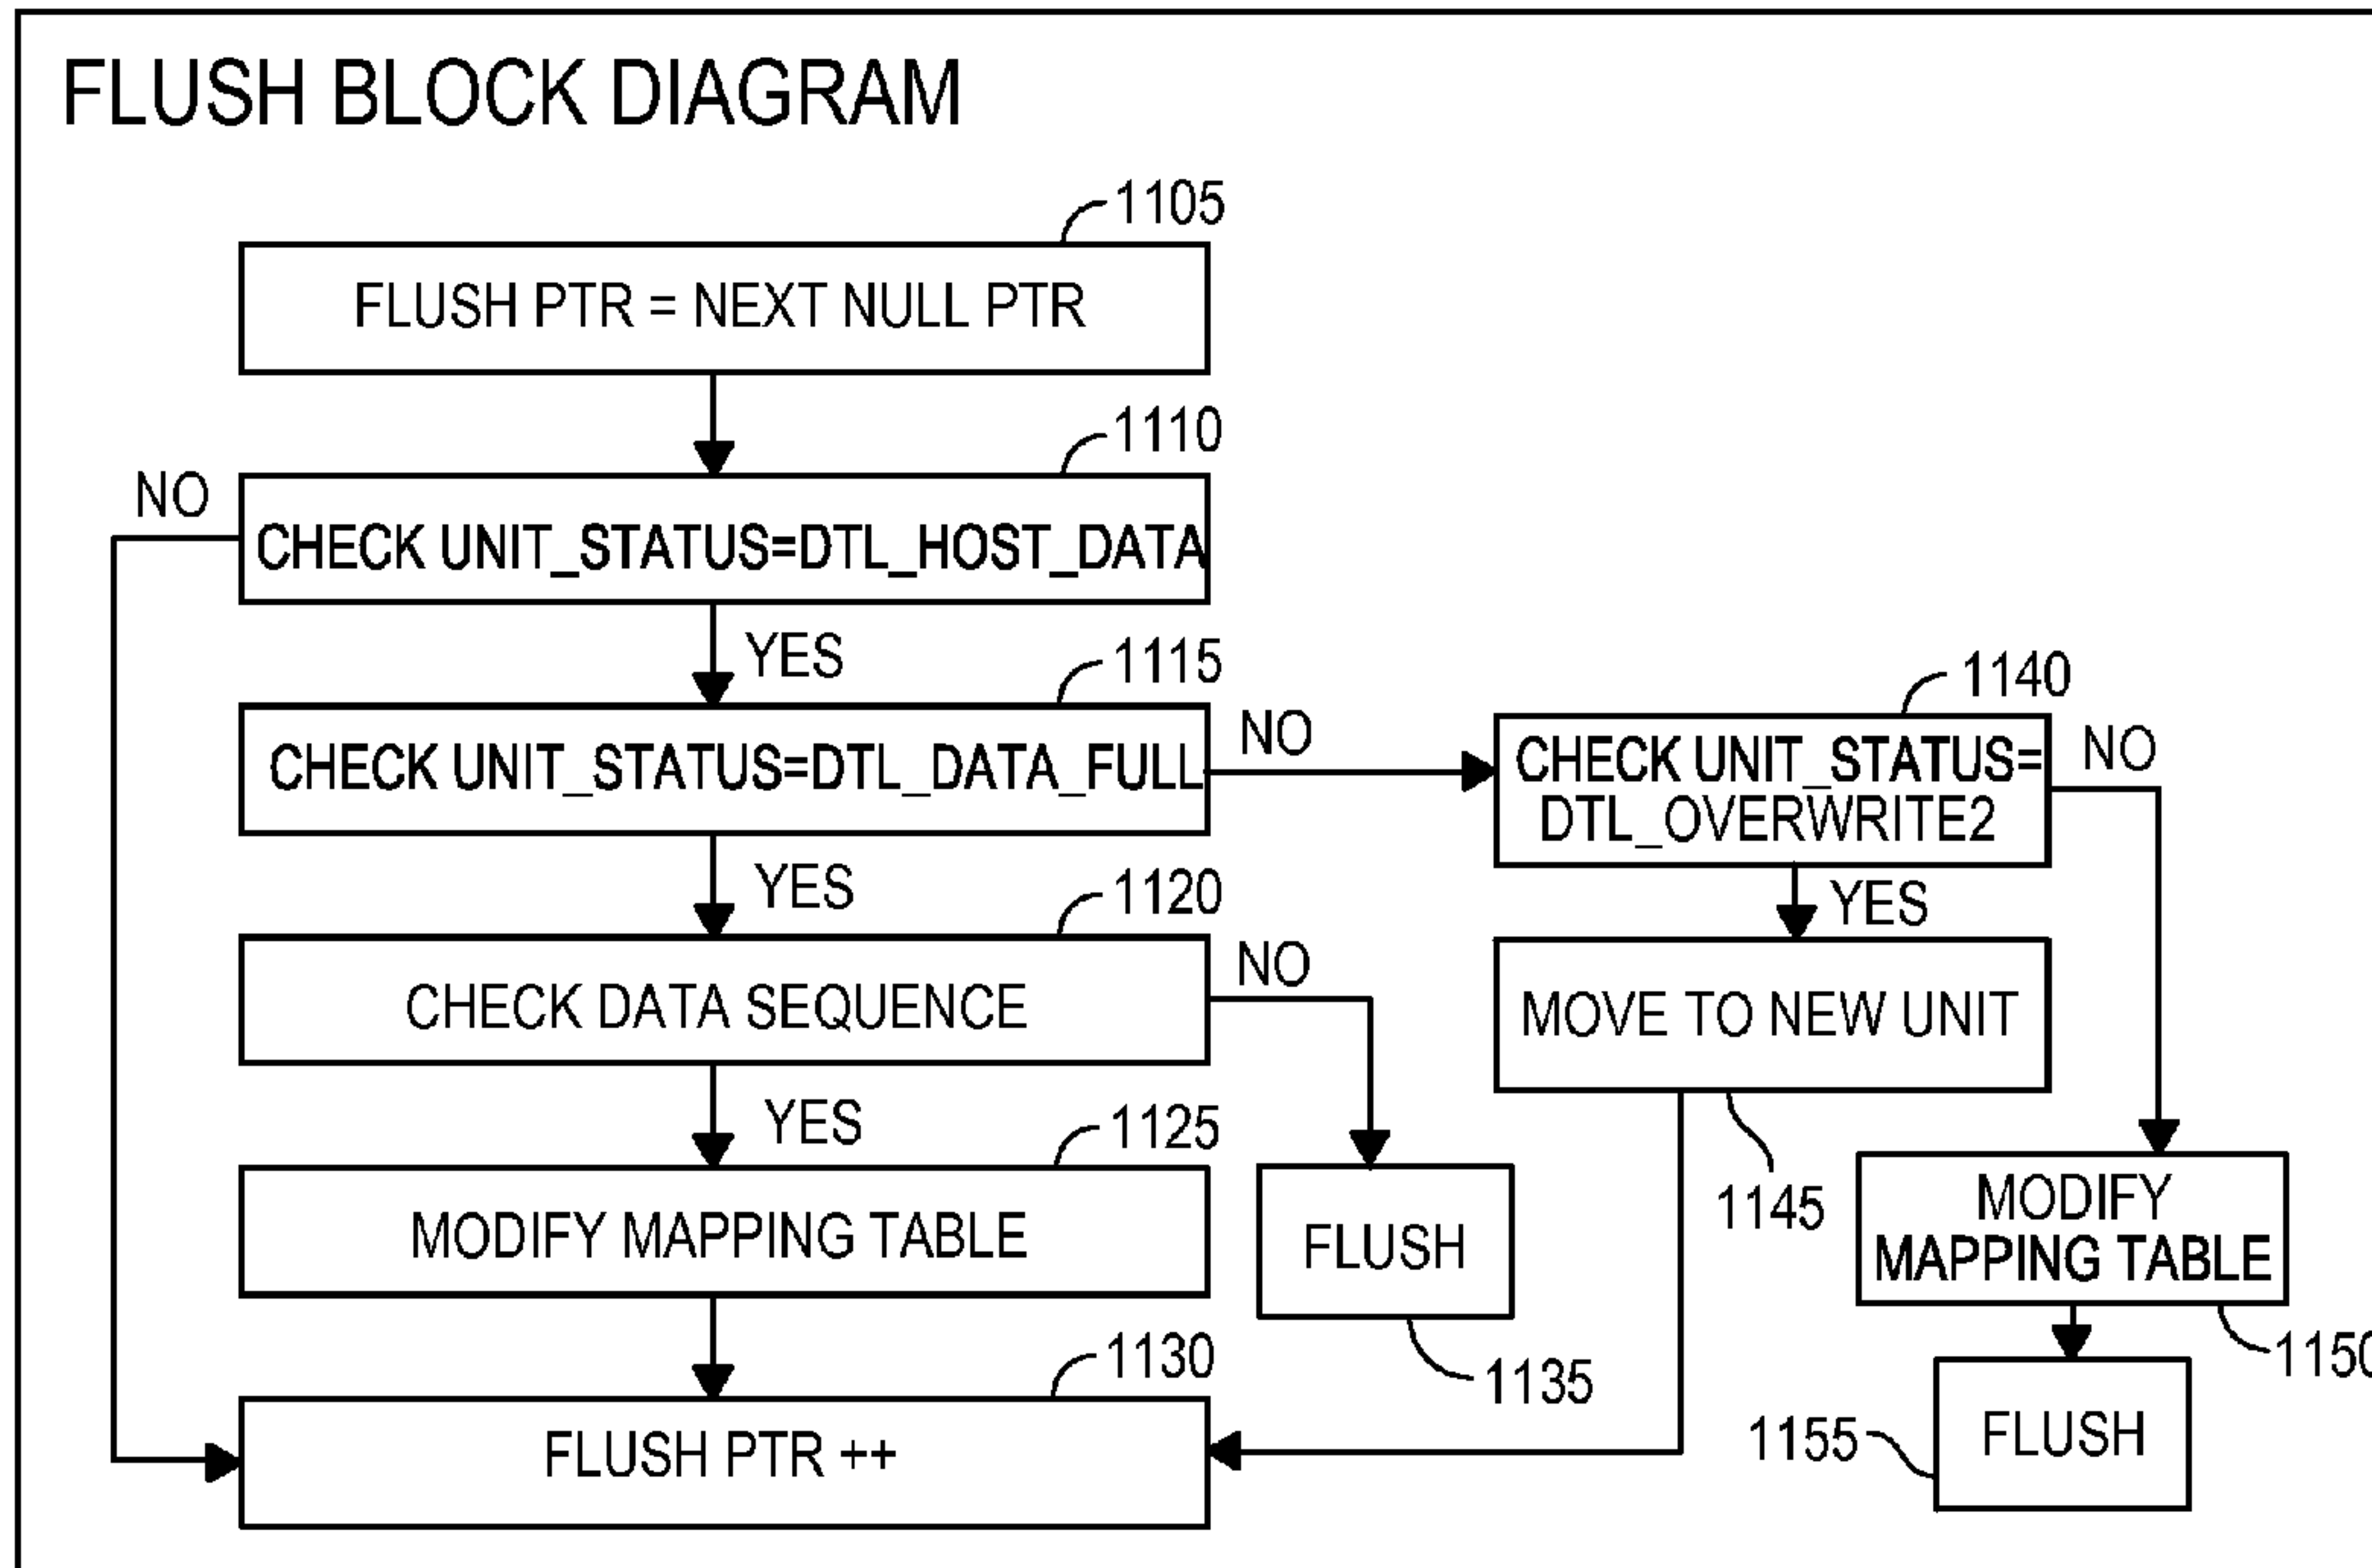 FLUSH BLOCK DIAGRAM
1105
FLUSH PTR = NEXT NULL PTR
1110
NO
CHECK UNIT_STATUS=DTL_HOST_DATA
YES
1115
CHECK UNIT_STATUS=DTL_DATA_FULL
NO
1140
CHECK UNIT_STATUS=
DTL_OVERWRITE2
NO
YES
1120
YES
CHECK DATA SEQUENCE
NO
MOVE TO NEW UNIT
YES
1125
MODIFY MAPPING TABLE
FLUSH
1145
MODIFY
MAPPING TABLE
1130
1135
1150
FLUSH PTR ++
1155
FLUSH